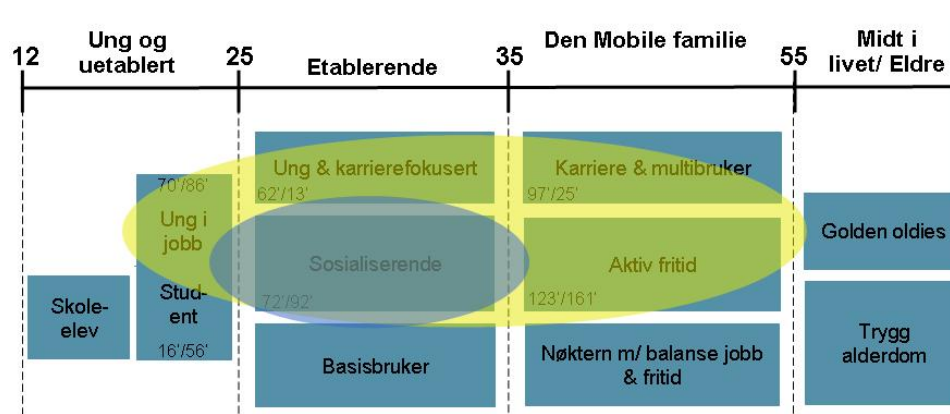 Ung og
uetablert
Etablerende
Den Mobile familie
Midt i
livet/ Eldre
12
25
35
55
Ung & karrierefokusert
62'/13'
Karriere & multibruker
97'/25'
70'/86'
Ung i
jobb
Sosialiserende
72'/92'
Aktiv fritid
123'/161'
Golden oldies
Skole-
elev
Stud-
ent
16'/56'
Basisbruker
Nøktern m/ balanse jobb
& fritid
Trygg
alderdom